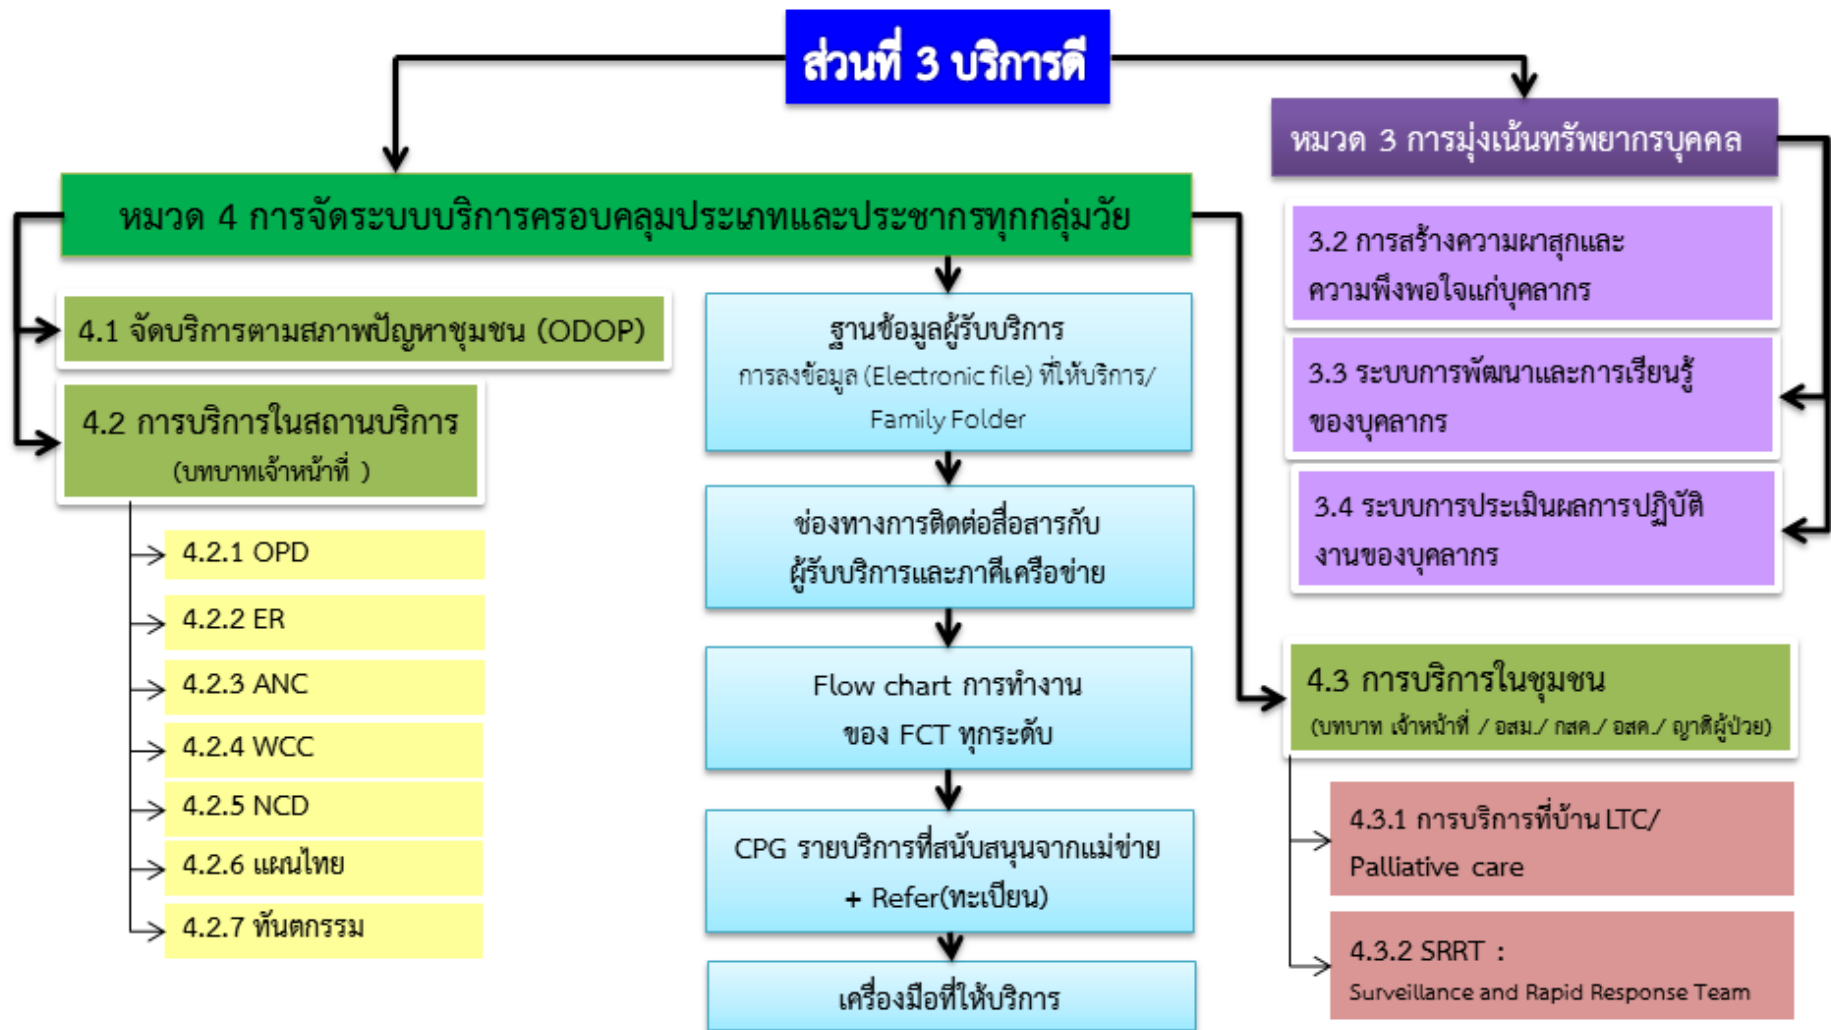 ส่วนที่ 3 บริการดี
หมวด 3 การมุ่งเน้นทรัพยากรบุคคล
3.2 การสร้างความผาสุกและ
ความพึงพอใจแก่บุคลากร
3.3 ระบบการพัฒนาและการเรียนรู้
ของบุคลากร
3.4 ระบบการประเมินผลการปฏิบัติ
งานของบุคลากร
หมวด 4 การจัดระบบบริการครอบคลุมประเภทและประชากรทุกกลุ่มวัย
4.1 จัดบริการตามสภาพปัญหาชุมชน (ODOP)
4.2 การบริการในสถานบริการ
(บทบาทเจ้าหน้าที่ )
4.2.1 OPD
4.2.2 ER
4.2.3 ANC
4.2.4 WCC
4.2.5 NCD
4.2.6 แผนไทย
4.2.7 ทันตกรรม
ฐานข้อมูลผู้รับบริการ
การลงข้อมูล (Electronic file) ที่ให้บริการ/
Family Folder
ช่องทางการติดต่อสื่อสารกับ
ผู้รับบริการและภาคีเครือข่าย
Flow chart การทำงาน
ของ FCT ทุกระดับ
CPG รายบริการที่สนับสนุนจากแม่ข่าย
+ Refer(ทะเบียน)
เครื่องมือที่ให้บริการ
4.3 การบริการในชุมชน
(บทบาท เจ้าหน้าที่ / อสม./ กสค./ อสค./ ญาติผู้ป่วย)
4.3.1 การบริการที่บ้าน LTC/
Palliative care
4.3.2 SRRT :
Surveillance and Rapid Response Team